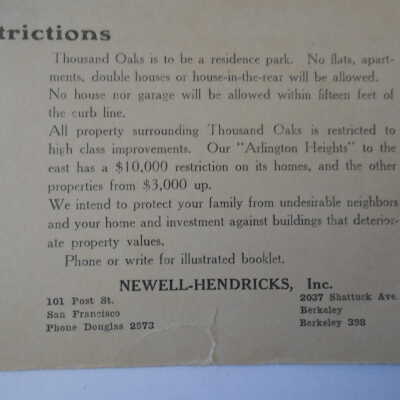 trictions
Thousand Oaks is to be a residence park. No flats, apart-
ments, double houses or house-in-the-rear will be allowed.
No house nor garage will be allowed within fifteen feet of
the curb line.
All property surrounding Thousand Oaks is restricted to
high class improvements. Our "Arlington Heights" to the
east has a $10,000 restriction on its homes, and the other
properties from $3,000 up.
We intend to protect your family from undesirable neighbors
and your home and investment against buildings that deterior-
ate property values.
Phone or write for illustrated booklet.
NEWELL-HENDRICKS, Inc.
101 Post St.
San Francisco
Phone Douglas 2573
2037 Shattuck Ave.
Berkeley
Berkeley 398